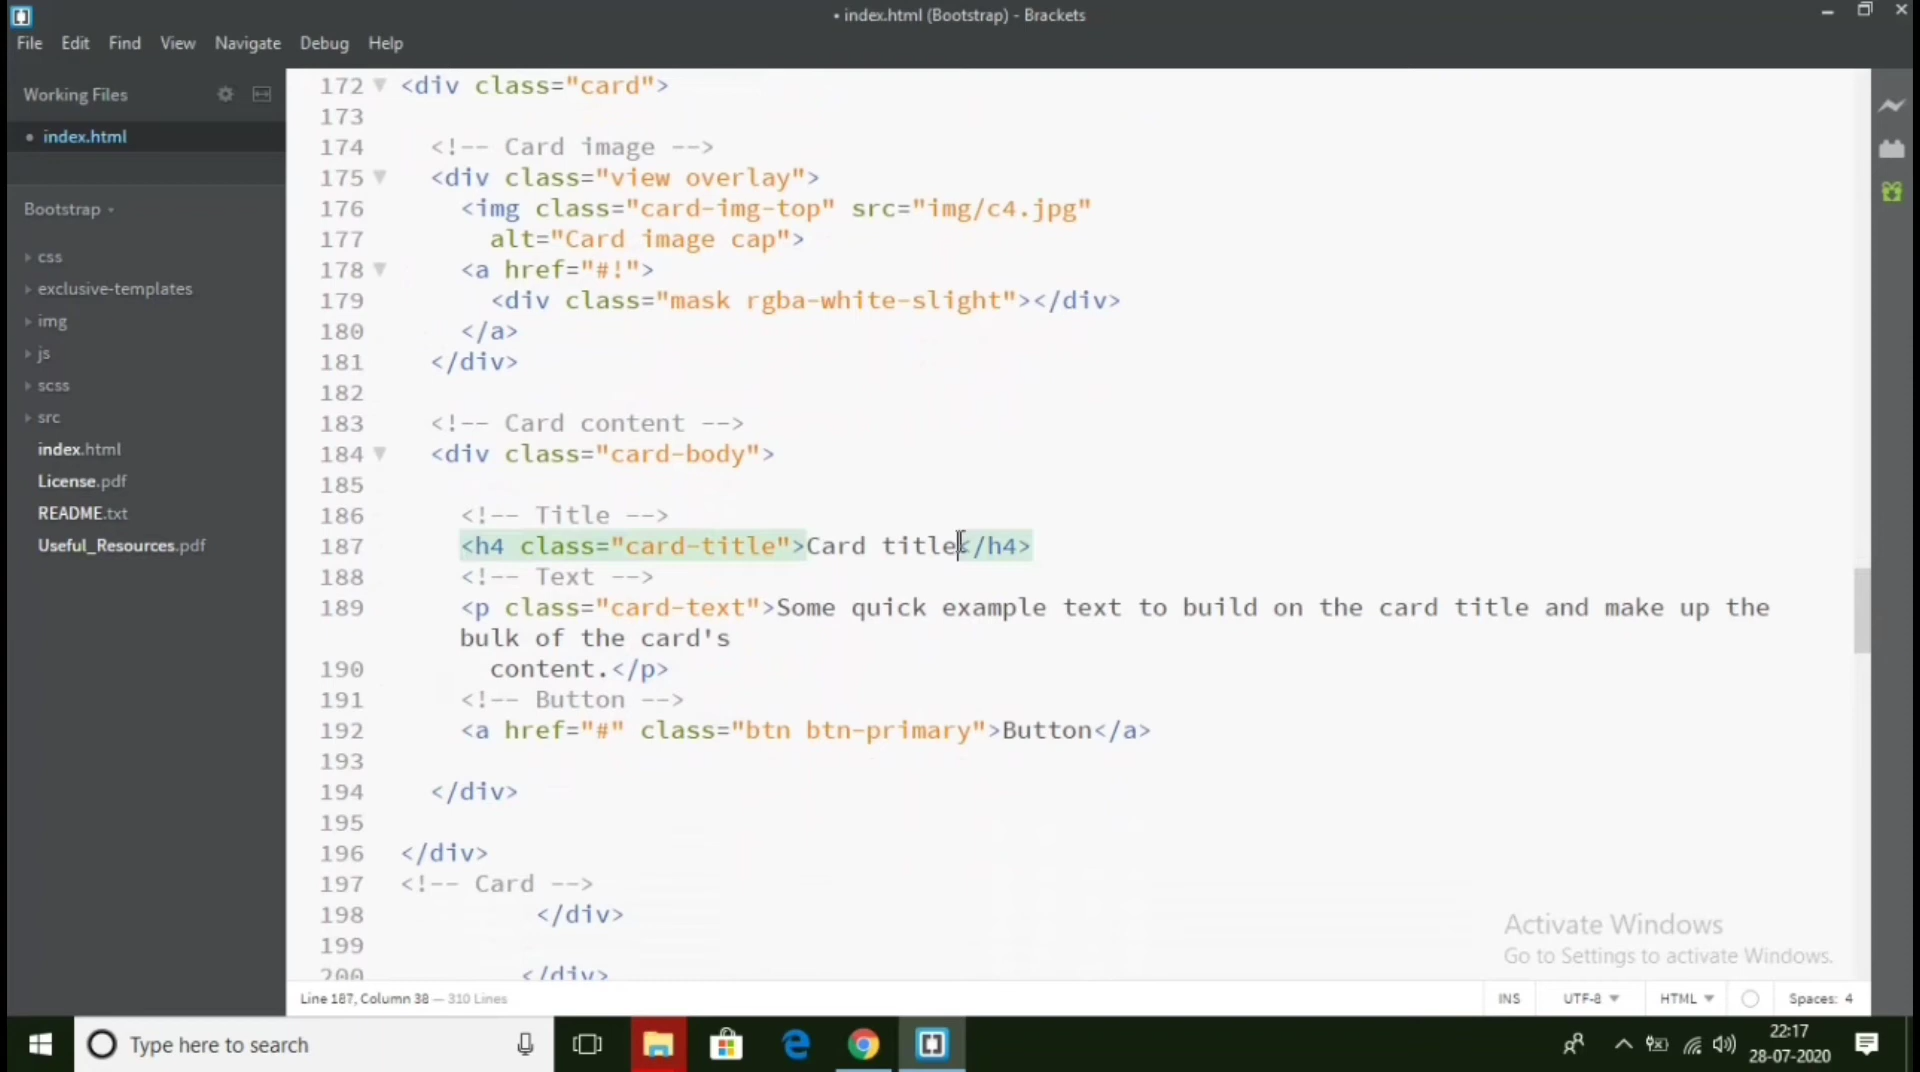 • index.html (Bootstrap) - Brackets
File Edit Find View Navigate Debug Help
Working Files
• index.html
Bootstrap
css
exclusive-templates
img
js
scss
src
index.html
License.pdf
README.txt
Useful_Resources.pdf
172 <div class="card">
173
174 <!-- Card image -->
175 <div class="view overlay">
176 <img class="card-img-top" src="img/c4.jpg"
177 alt="Card image cap">
178 <a href="#!">
179 <div class="mask rgba-white-slight"></div>
180 </a>
181 </div>
182
183 <!-- Card content -->
184 <div class="card-body">
185
186 <!-- Title -->
187 <h4 class="card-title">Card title</h4>
188 <!-- Text -->
189 <p class="card-text">Some quick example text to build on the card title and make up the
bulk of the card's
190 content.</p>
191 <!-- Button -->
192 <a href="#" class="btn btn-primary">Button</a>
193
194 </div>
195
196 </div>
197 <!-- Card -->
198 </div>
199
200 </div>
Activate Windows
Go to Settings to activate Windows.
Line 187, Column 38 — 310 Lines
INS UTF-8 HTML Spaces: 4
Type here to search
22:17
28-07-2020